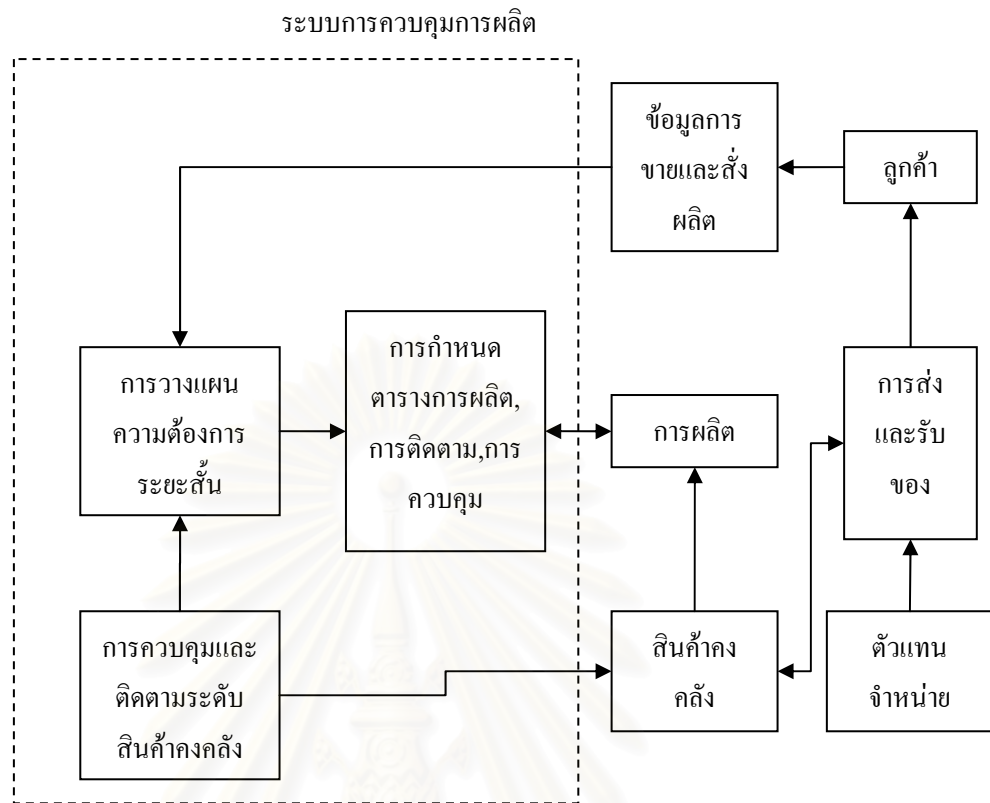 ระบบการควบคุมการผลิต
ข้อมูลการ
ขายและสั่ง
ผลิต
ลูกค้า
การวางแผน
ความต้องการ
ระยะสั้น
การกำหนด
ตารางการผลิต,
การติดตาม,การ
ควบคุม
การผลิต
การส่ง
และรับ
ของ
การควบคุมและ
ติดตามระดับ
สินค้าคงคลัง
สินค้าคง
คลัง
ตัวแทน
จำหน่าย